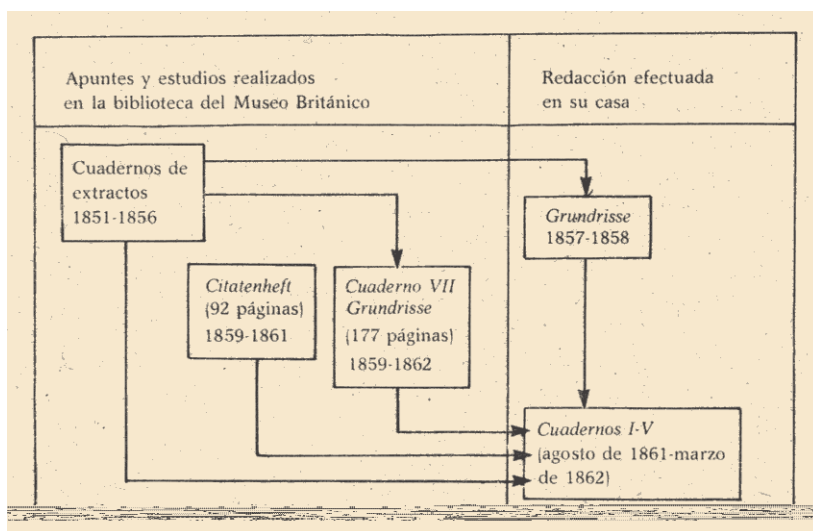 Apuntes y estudios realizados
en la biblioteca del Museo Británico
Redacción efectuada
en su casa
Cuadernos de
extractos
1851-1856
Grundrisse
1857-1858
Citatenheft
(92 páginas)
1859-1861
Cuaderno VII
Grundrisse
(177 páginas)
1859-1862
Cuadernos I-V
(agosto de 1861-marzo
de 1862)